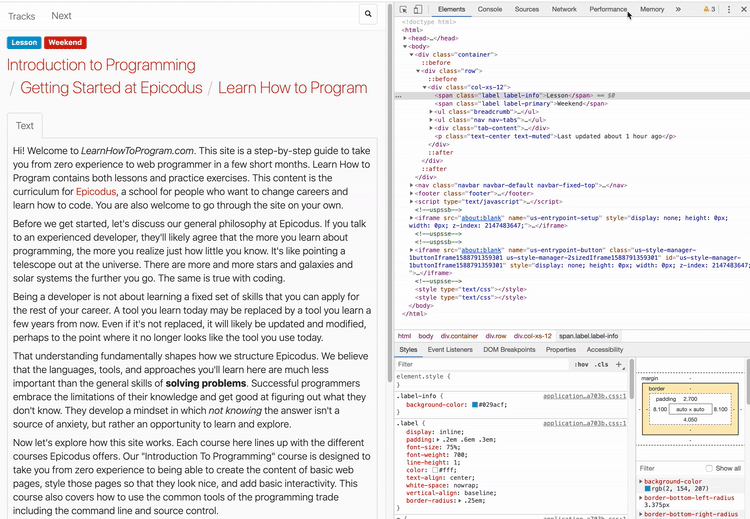 Tracks Next
Lesson Weekend
Introduction to Programming
/ Getting Started at Epicodus / Learn How to Program
Text
Hi! Welcome to LearnHowToProgram.com. This site is a step-by-step guide to take
you from zero experience to web programmer in a few short months. Learn How to
Program contains both lessons and practice exercises. This content is the
curriculum for Epicodus, a school for people who want to change careers and
learn how to code. You are also welcome to go through the site on your own.
Before we get started, let's discuss our general philosophy at Epicodus. If you talk
to an experienced developer, they'll likely agree that the more you learn about
programming, the more you realize just how little you know. It's like pointing a
telescope out at the universe. There are more and more stars and galaxies and
solar systems the further you go. The same is true with coding.
Being a developer is not about learning a fixed set of skills that you can apply for
the rest of your career. A tool you learn today may be replaced by a tool you learn a
few years from now. Even if it's not replaced, it will likely be updated and modified,
perhaps to the point where it no longer looks like the tool you use today.
That understanding fundamentally shapes how we structure Epicodus. We believe
that the languages, tools, and approaches you'll learn here are much less
important than the general skills of solving problems. Successful programmers
embrace the limitations of their knowledge and get good at figuring out what they
don't know. They develop a mindset in which not knowing the answer isn't a
source of anxiety, but rather an opportunity to learn and explore.
Now let's explore how this site works. Each course here lines up with the different
courses Epicodus offers. Our "Introduction To Programming" course is designed to
take you from zero experience to being able to create the content of basic web
pages, style those pages so that they look nice, and add basic interactivity. This
course also covers how to use the common tools of the programming trade
including the command line and source control.
Elements Console Sources Network Performance Memory » 3
<!doctype html>
<html>
<head>…</head>
<body>
<div class="container">
::before
<div class="row">
::before
<div class="col-xs-12">
… <span class="label label-info">Lesson</span> == $0
<span class="label label-primary">Weekend</span>
<ul class="breadcrumb">…</ul>
<ul class="nav nav-tabs">…</ul>
<div class="tab-content">…</div>
<p class="text-center text-muted">Last updated about 1 hour ago</p>
</div>
::after
</div>
::after
</div>
<nav class="navbar navbar-default navbar-fixed-top">…</nav>
<footer class="footer">…</footer>
<script type="text/javascript">…</script>
<!--uspssb-->
<iframe src="about:blank" name="us-entrypoint-setup" style="display: none; height: 0px;
width: 0px; z-index: 2147483647;">…</iframe>
<!--uspsse-->
<!--uspssb-->
<iframe src="about:blank" name="us-entrypoint-button" class="us-style-manager-
1buttonIframe1588791359301 us-style-manager-2sizedIframe1588791359301" id="us-style-manager-
1buttonIframe1588791359301" style="display: none; height: 0px; width: 0px; z-index: 2147483647;
">…</iframe>
<!--uspsse-->
<style type="text/css">…</style>
<style type="text/css">…</style>
</body>
</html>
html body div.container div.row div.col-xs-12 span.label.label-info
Styles Event Listeners DOM Breakpoints Properties Accessibility
Filter :hov .cls +
element.style {
}
.label-info { application…a703b.css:1
background-color: #029acf;
}
.label { application…a703b.css:1
display: inline;
padding: .2em .6em .3em;
font-size: 75%;
font-weight: 700;
line-height: 1;
color: #fff;
text-align: center;
white-space: nowrap;
vertical-align: baseline;
border-radius: .25em;
}
margin -
border -
padding 2.700
- - 8.100 auto × auto 8.100 - -
4.050
-
-
Filter Show all
background-color
rgb(2, 154, 207)
border-bottom-left-radius
3.375px
border-bottom-right-radius